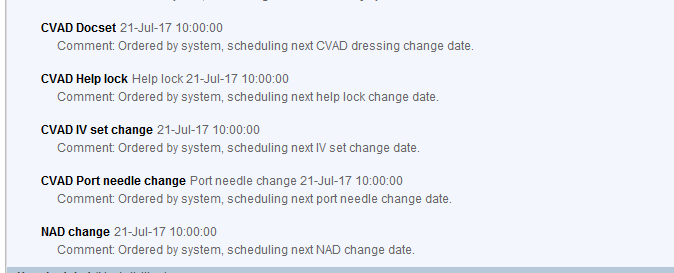 CVAD Docset 21-Jul-17 10:00:00
Comment: Ordered by system, scheduling next CVAD dressing change date.
CVAD Help lock Help lock 21-Jul-17 10:00:00
Comment: Ordered by system, scheduling next help lock change date.
CVAD IV set change 21-Jul-17 10:00:00
Comment: Ordered by system, scheduling next IV set change date.
CVAD Port needle change Port needle change 21-Jul-17 10:00:00
Comment: Ordered by system, scheduling next port needle change date.
NAD change 21-Jul-17 10:00:00
Comment: Ordered by system, scheduling next NAD change date.